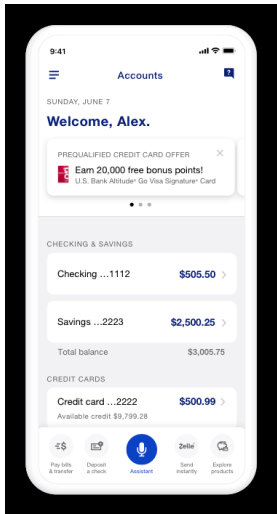 9:41
Accounts
?
SUNDAY, JUNE 7
Welcome, Alex.
PREQUALIFIED CREDIT CARD OFFER
Earn 20,000 free bonus points!
U.S. Bank Altitude® Go Visa Signature® Card
CHECKING & SAVINGS
Checking ...1112 $505.50
Savings ...2223 $2,500.25
Total balance $3,005.75
CREDIT CARDS
Credit card ...2222 $500.99
Available credit $9,799.28
Zelle
Pay bills & transfer
Deposit a check
Assistant
Send instantly
Explore products